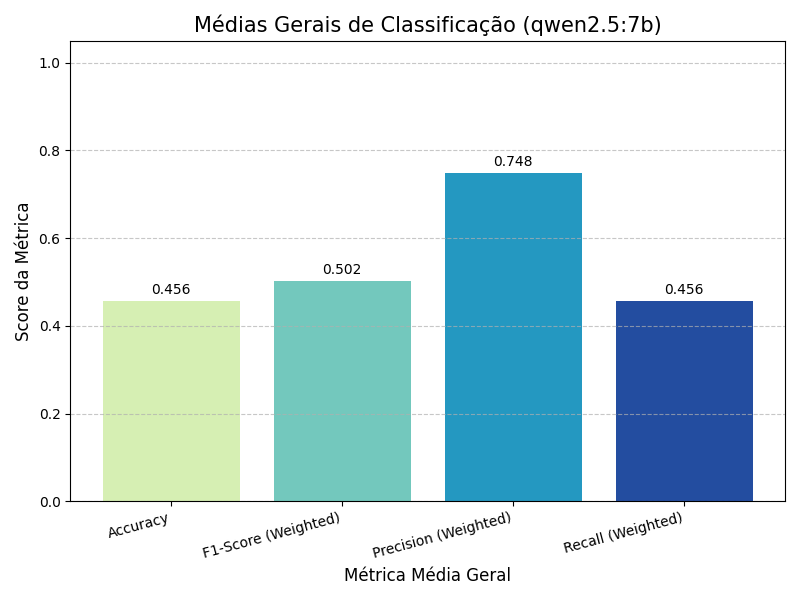 Médias Gerais de Classificação (qwen2.5:7b)
Score da Métrica
1.0
0.8
0.6
0.4
0.2
0.0
0.456
0.502
0.748
0.456
Accuracy
F1-Score (Weighted)
Precision (Weighted)
Recall (Weighted)
Métrica Média Geral